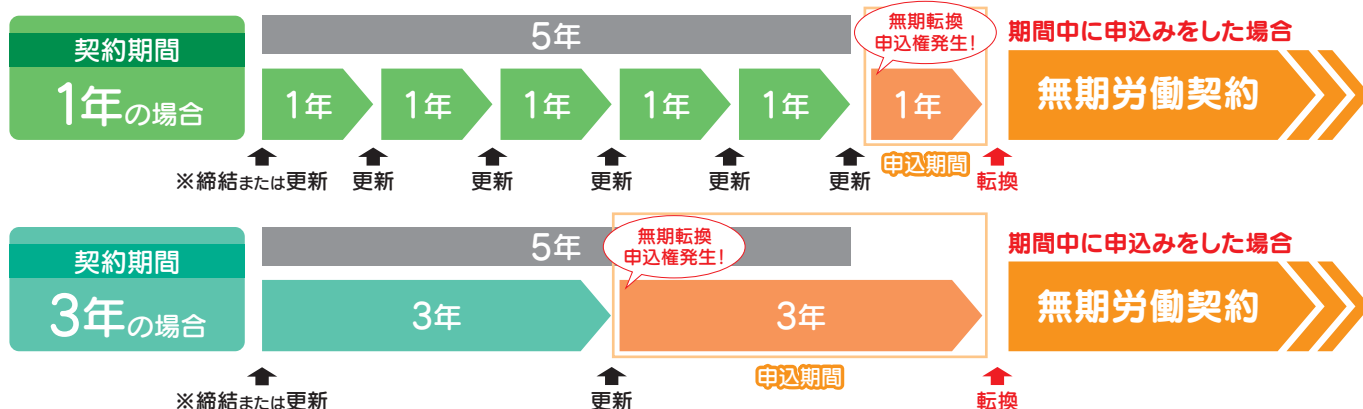 契約期間
1年の場合
5年
無期転換
申込権発生!
1年
1年
1年
1年
1年
1年
期間中に申込みをした場合
無期労働契約
※締結または更新
更新
更新
更新
更新
更新
申込期間
転換
契約期間
3年の場合
5年
無期転換
申込権発生!
3年
3年
期間中に申込みをした場合
無期労働契約
※締結または更新
更新
申込期間
転換